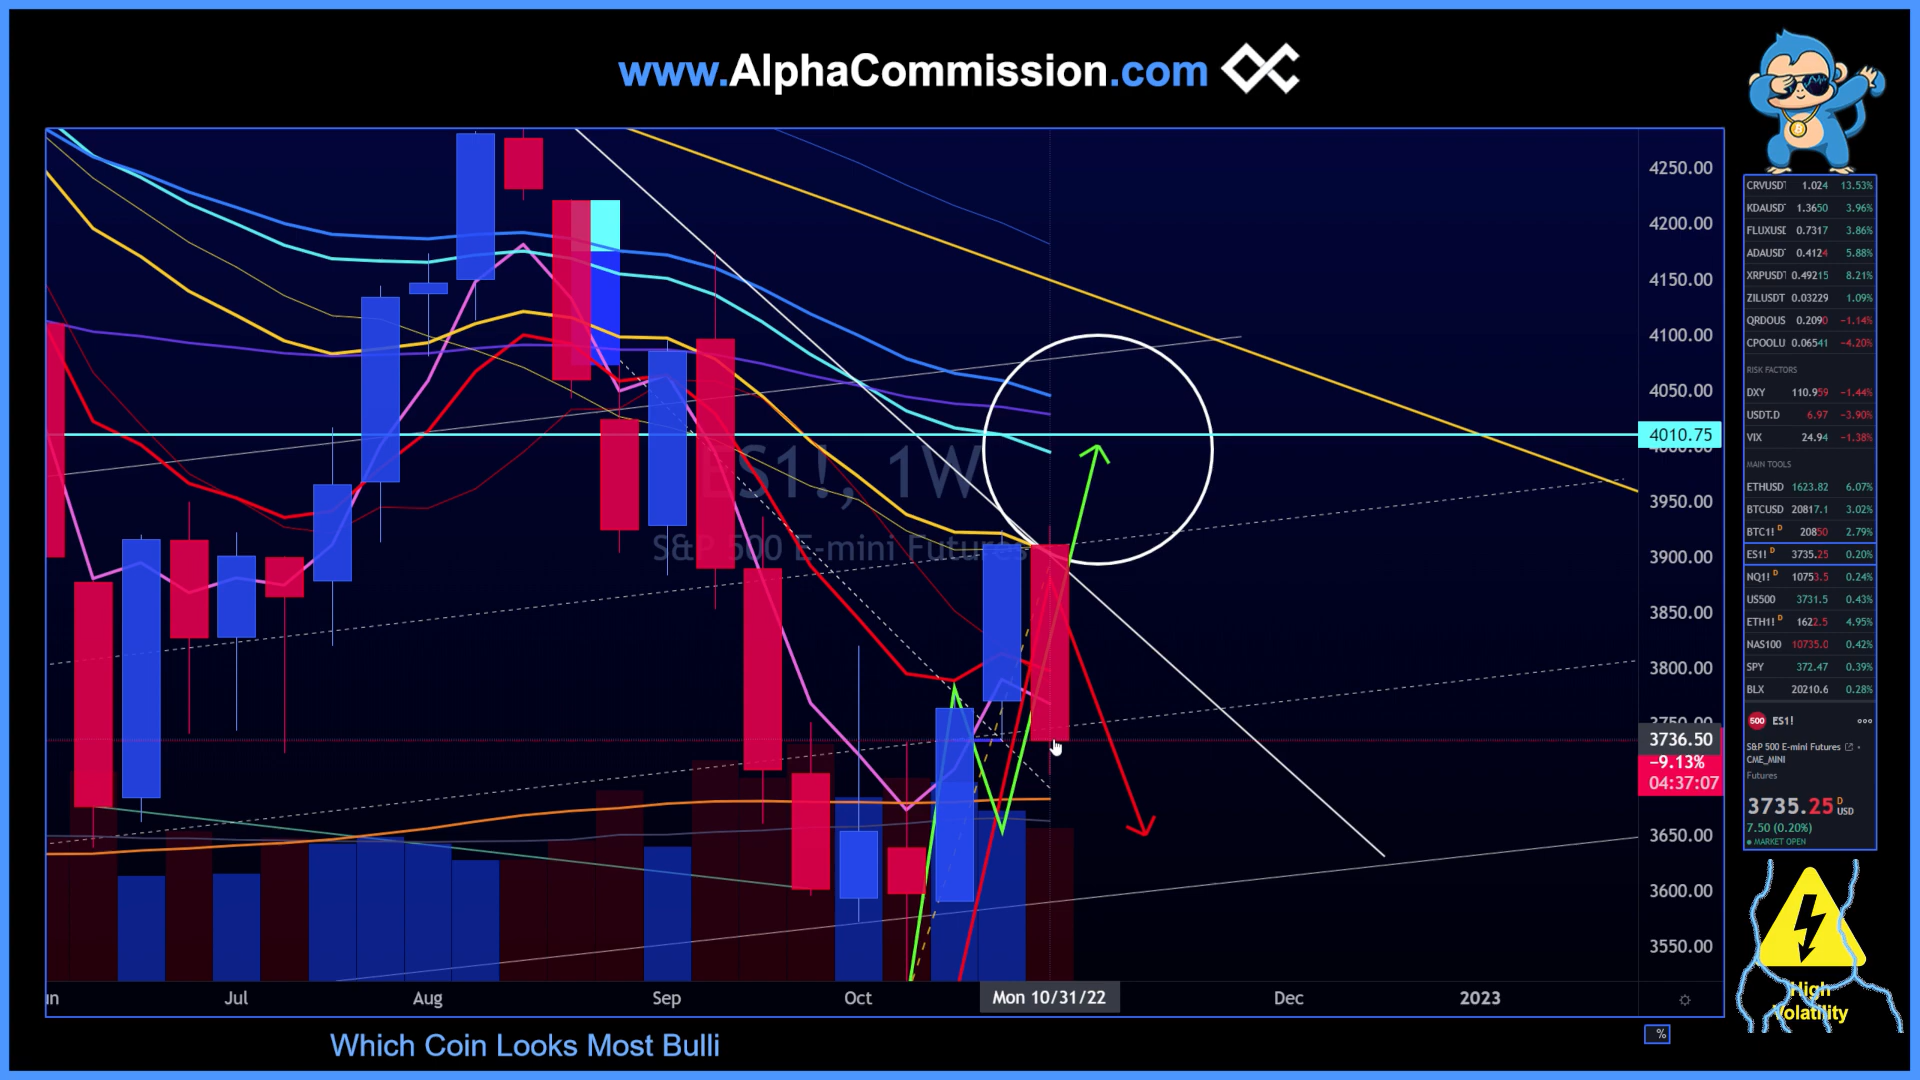 www.AlphaCommission.com
4250.00
4200.00
4150.00
4100.00
4050.00
4010.75
3950.00
3900.00
3850.00
3800.00
3736.50
-9.13%
04:37:07
3650.00
3600.00
3550.00
ES1!, 1W
S&P 500 E-mini Futures
Jul
Aug
Sep
Oct
Mon 10/31/22
Dec
2023
CRVUSDT 1.024 13.53%
KDAUSD 1.3650 3.96%
FLUXUSD 0.7317 3.86%
ADAUSD 0.4124 5.88%
XRPUSDT 0.49215 8.21%
ZILUSDT 0.03229 1.09%
QRDOUS 0.2090 -1.14%
CPOOLU 0.06541 -4.20%
RISK FACTORS
DXY 110.959 -1.44%
USDT.D 6.97 -3.90%
VIX 24.94 -1.38%
MAIN TOOLS
ETHUSD 1623.82 6.07%
BTCUSD 20817.1 3.02%
BTC1! D 20850 2.79%
ES1! D 3735.25 0.20%
NQ1! D 10753.5 0.24%
US500 3731.5 0.43%
ETH1! D 1622.5 4.95%
NAS100 10735.0 0.42%
SPY 372.47 0.39%
BLX 20210.6 0.28%
500 ES1!
S&P 500 E-mini Futures
CME_MINI
Futures
3735.25 D USD
7.50 (0.20%)
MARKET OPEN
High
Volatility
%
Which Coin Looks Most Bulli